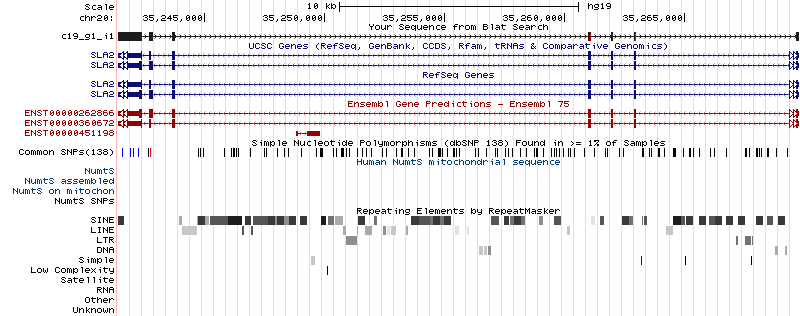 Scale 10 kb hg19
chr20: 35,245,000 35,250,000 35,255,000 35,260,000 35,265,000
Your Sequence from Blat Search
c19_g1_i1
UCSC Genes (RefSeq, GenBank, CCDS, Rfam, tRNAs & Comparative Genomics)
SLA2
SLA2
RefSeq Genes
SLA2
SLA2
Ensembl Gene Predictions - Ensembl 75
ENST00000262866
ENST00000360672
ENST00000451198
Simple Nucleotide Polymorphisms (dbSNP 138) Found in >= 1% of Samples
Common SNPs(138)
Human NumtS mitochondrial sequence
NumtS
NumtS assembled
NumtS on mitochon
NumtS SNPs
Repeating Elements by RepeatMasker
SINE
LINE
LTR
DNA
Simple
Low Complexity
Satellite
RNA
Other
Unknown